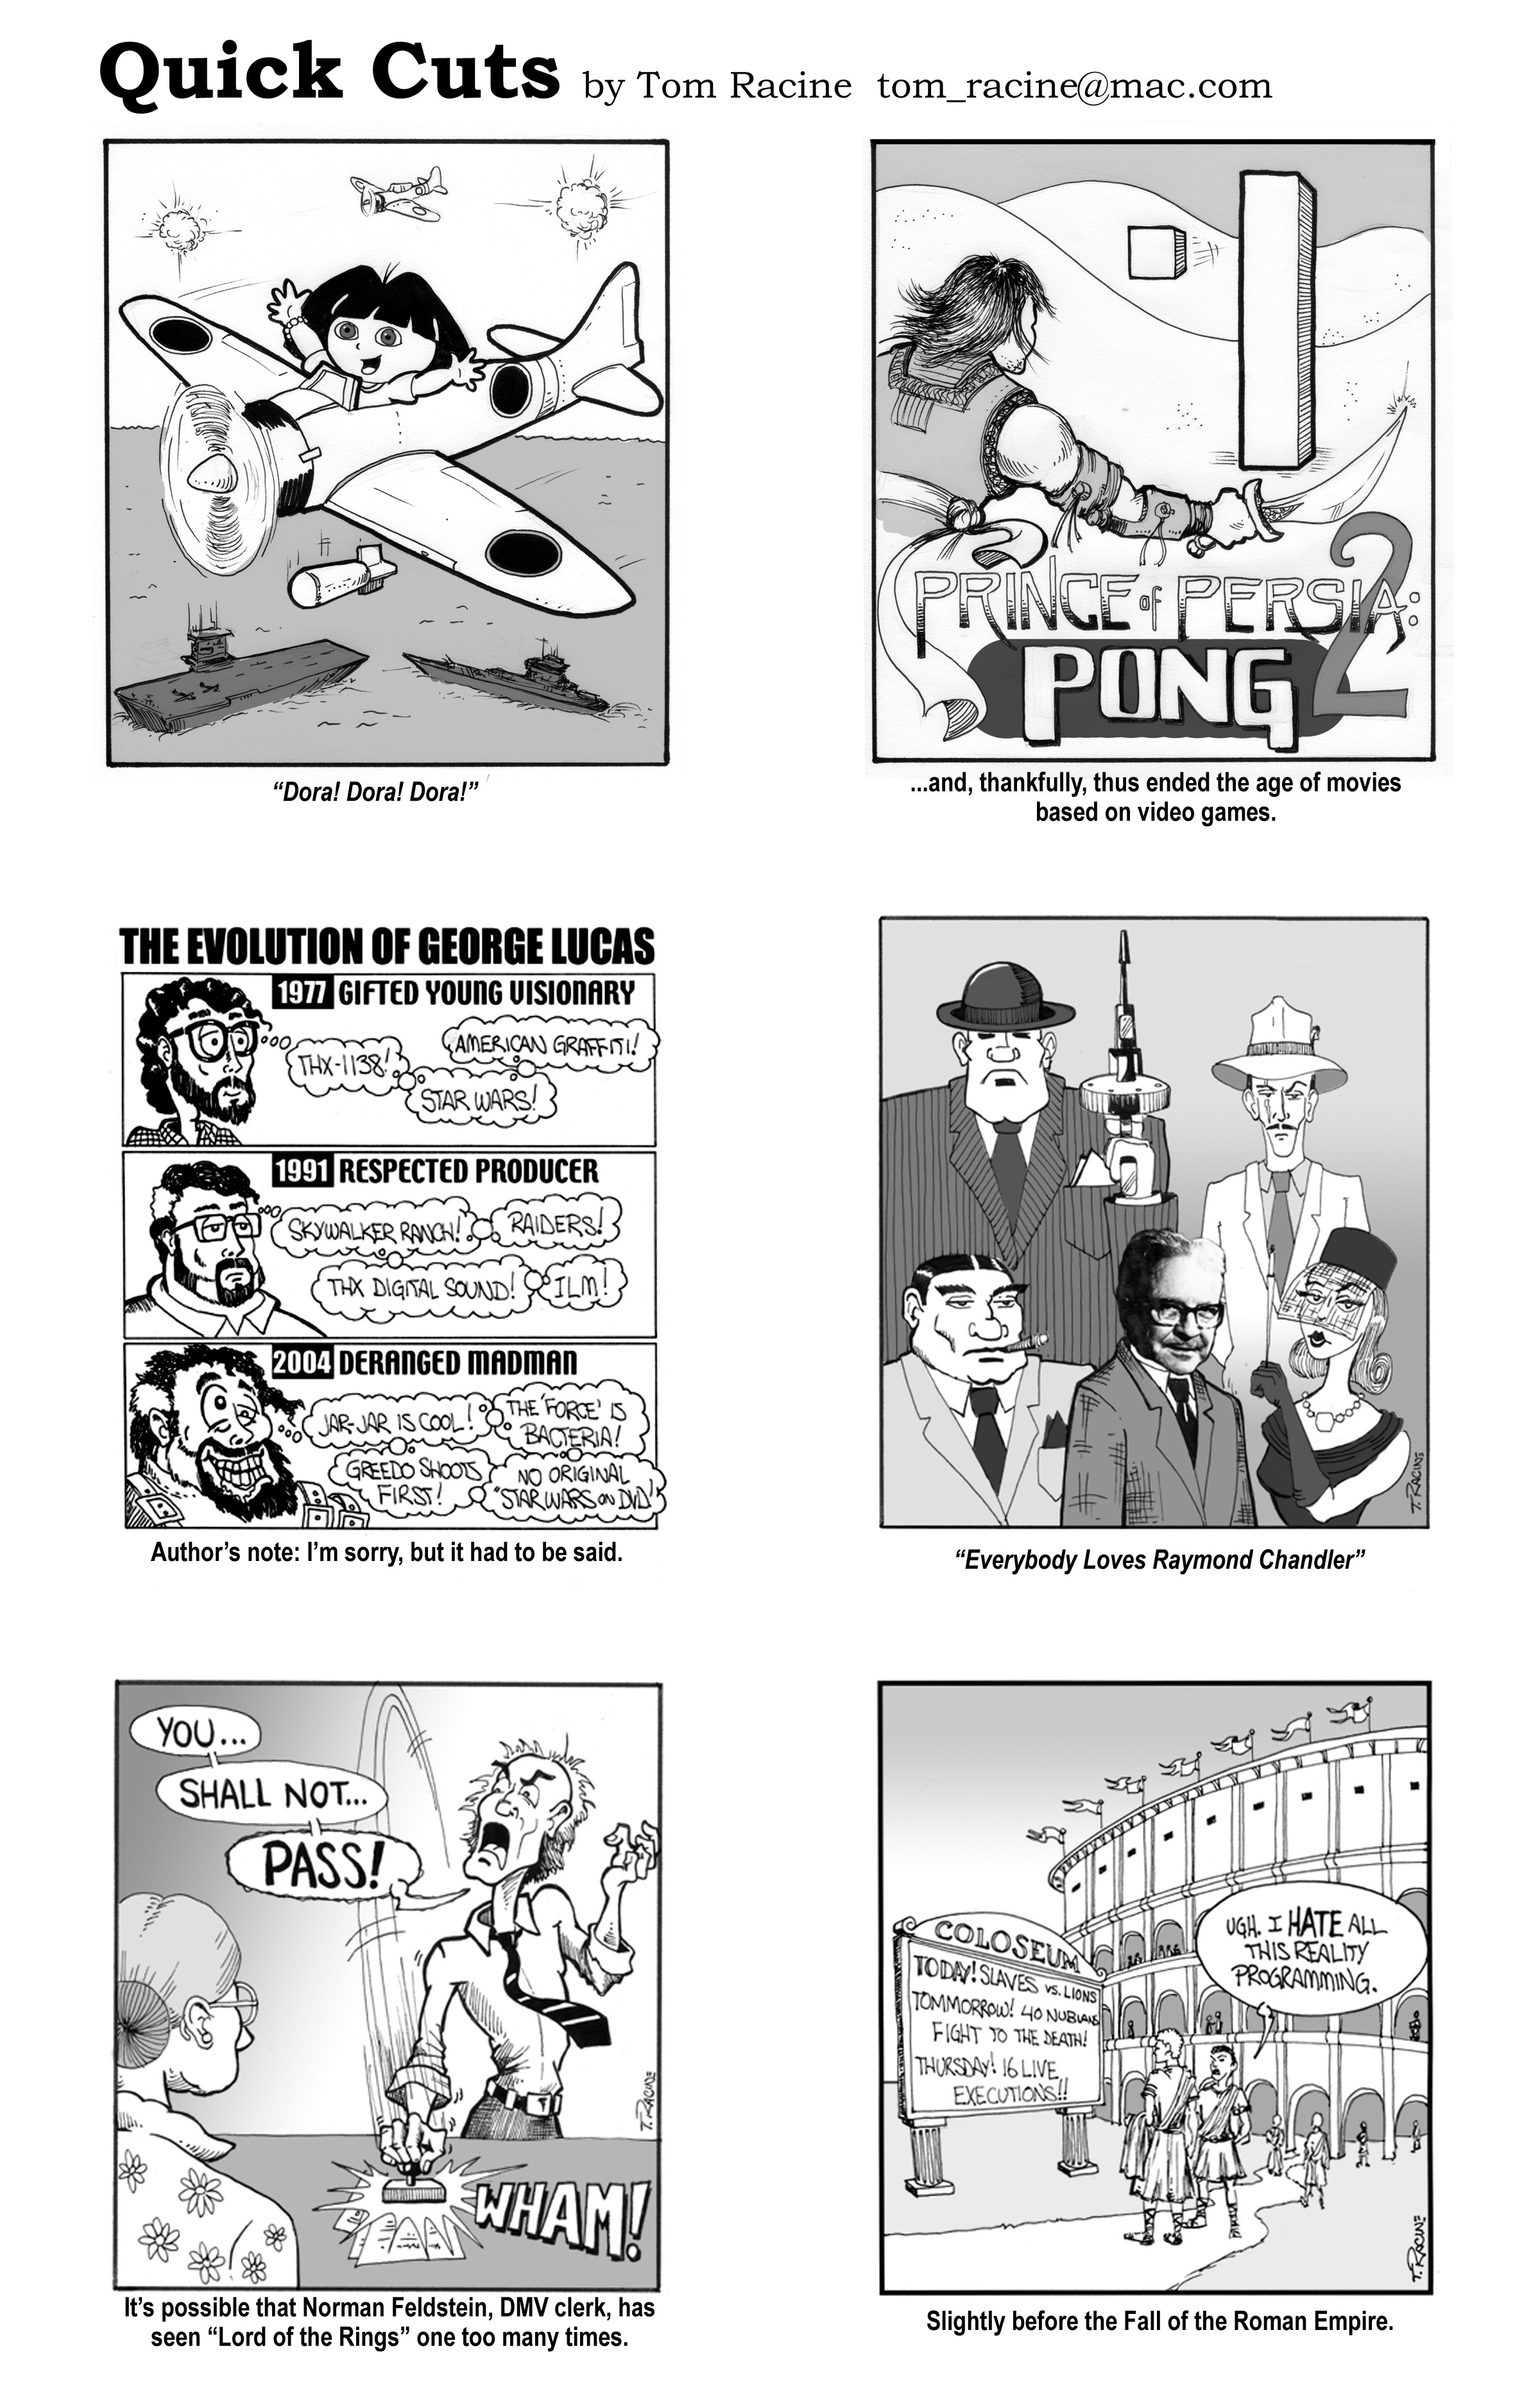 Quick Cuts by Tom Racine tom_racine@mac.com
“Dora! Dora! Dora!”
PRINCE OF PERSIA: 2
PONG
...and, thankfully, thus ended the age of movies
based on video games.
THE EVOLUTION OF GEORGE LUCAS
1977 GIFTED YOUNG VISIONARY
THX-1138!
AMERICAN GRAFFITI!
STAR WARS!
1991 RESPECTED PRODUCER
SKYWALKER RANCH!
RAIDERS!
THX DIGITAL SOUND!
ILM!
2004 DERANGED MADMAN
JAR-JAR IS COOL!
THE ‘FORCE’ IS
BACTERIA!
GREEDO SHOOTS
FIRST!
NO ORIGINAL
“STAR WARS ON DVD!
Author’s note: I’m sorry, but it had to be said.
T. RACINE
“Everybody Loves Raymond Chandler”
YOU...
SHALL NOT...
PASS!
WHAM!
T. RACINE
It’s possible that Norman Feldstein, DMV clerk, has
seen “Lord of the Rings” one too many times.
COLOSEUM
TODAY! SLAVES VS. LIONS
TOMMORROW! 40 NUBIANS
FIGHT TO THE DEATH!
THURSDAY! 16 LIVE
EXECUTIONS!!
UGH. I HATE ALL
THIS REALITY
PROGRAMMING.
T. RACINE
Slightly before the Fall of the Roman Empire.